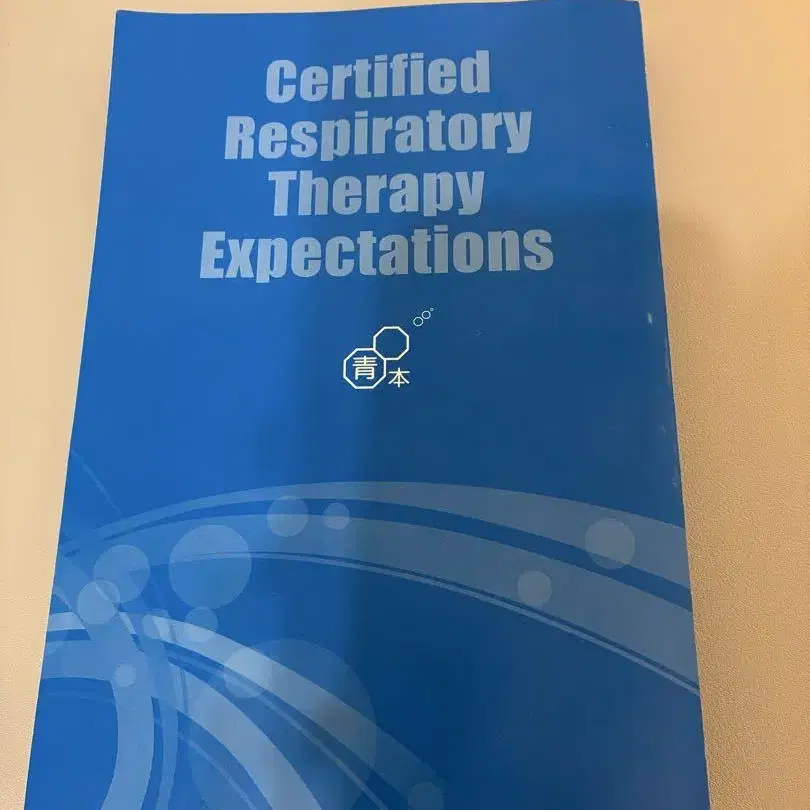 Certified
Respiratory
Therapy
Expectations
青本